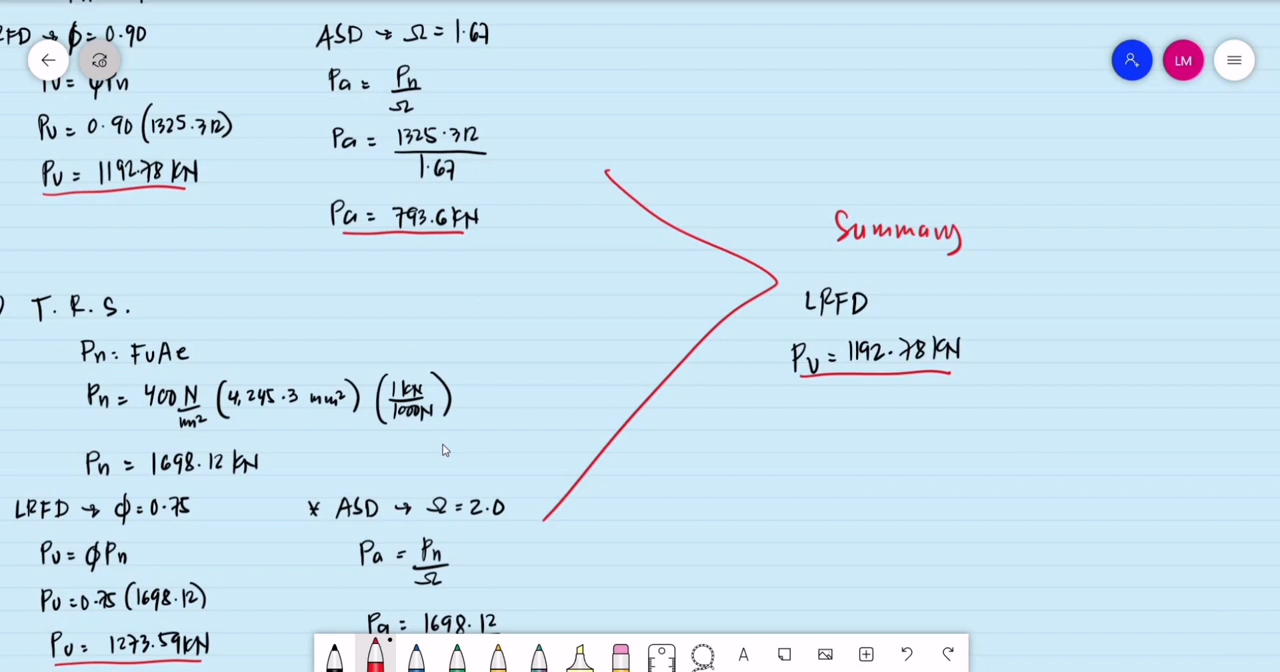 RFD → ϕ = 0.90
Pu = ϕPn
Pu = 0.90 (1325.312)
Pu = 1192.78 KN
ASD → Ω = 1.67
Pa = Pn/Ω
Pa = 1325.312/1.67
Pa = 793.6 KN
) T. R. S.
Pn = FuAe
Pn = 400 N/mm² (4,245.3 mm²) (1 KN/1000N)
Pn = 1698.12 KN
LRFD → ϕ = 0.75
Pu = ϕPn
Pu = 0.75 (1698.12)
Pu = 1273.59 KN
* ASD → Ω = 2.0
Pa = Pn/Ω
Pa = 1698.12
Summary
LRFD
Pu = 1192.78 KN
LM
A